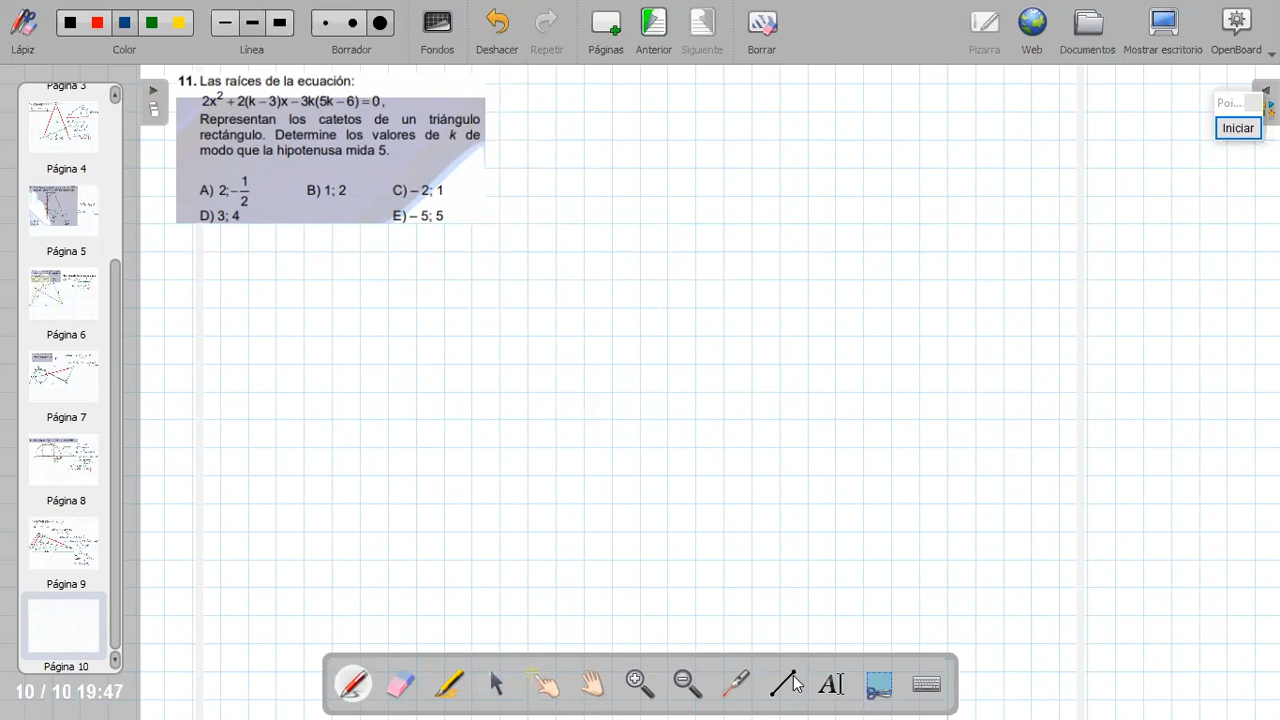 Lápiz
Color
Línea
Borrador
Fondos
Deshacer
Repetir
Páginas
Anterior
Siguiente
Borrar
Pizarra
Web
Documentos
Mostrar escritorio
OpenBoard
Página 3
Página 4
Página 5
Página 6
Página 7
Página 8
Página 9
Página 10
10 / 10 19:47
11. Las raíces de la ecuación:
2x² + 2(k – 3)x – 3k(5k – 6) = 0,
Representan los catetos de un triángulo
rectángulo. Determine los valores de k de
modo que la hipotenusa mida 5.
A) 2; –1/2 B) 1; 2 C) – 2; 1
D) 3; 4 E) – 5; 5
Poi...
Iniciar
AI